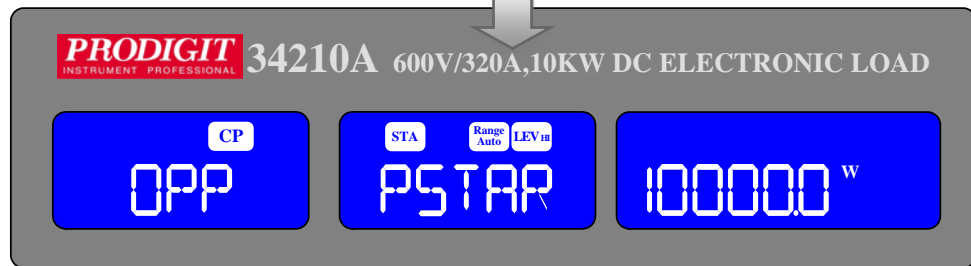 PRODIGIT 34210A 600V/320A,10KW DC ELECTRONIC LOAD
INSTRUMENT PROFESSIONAL
CP
STA Range Auto LEV HI
OPP PSTAR 10000.0 W